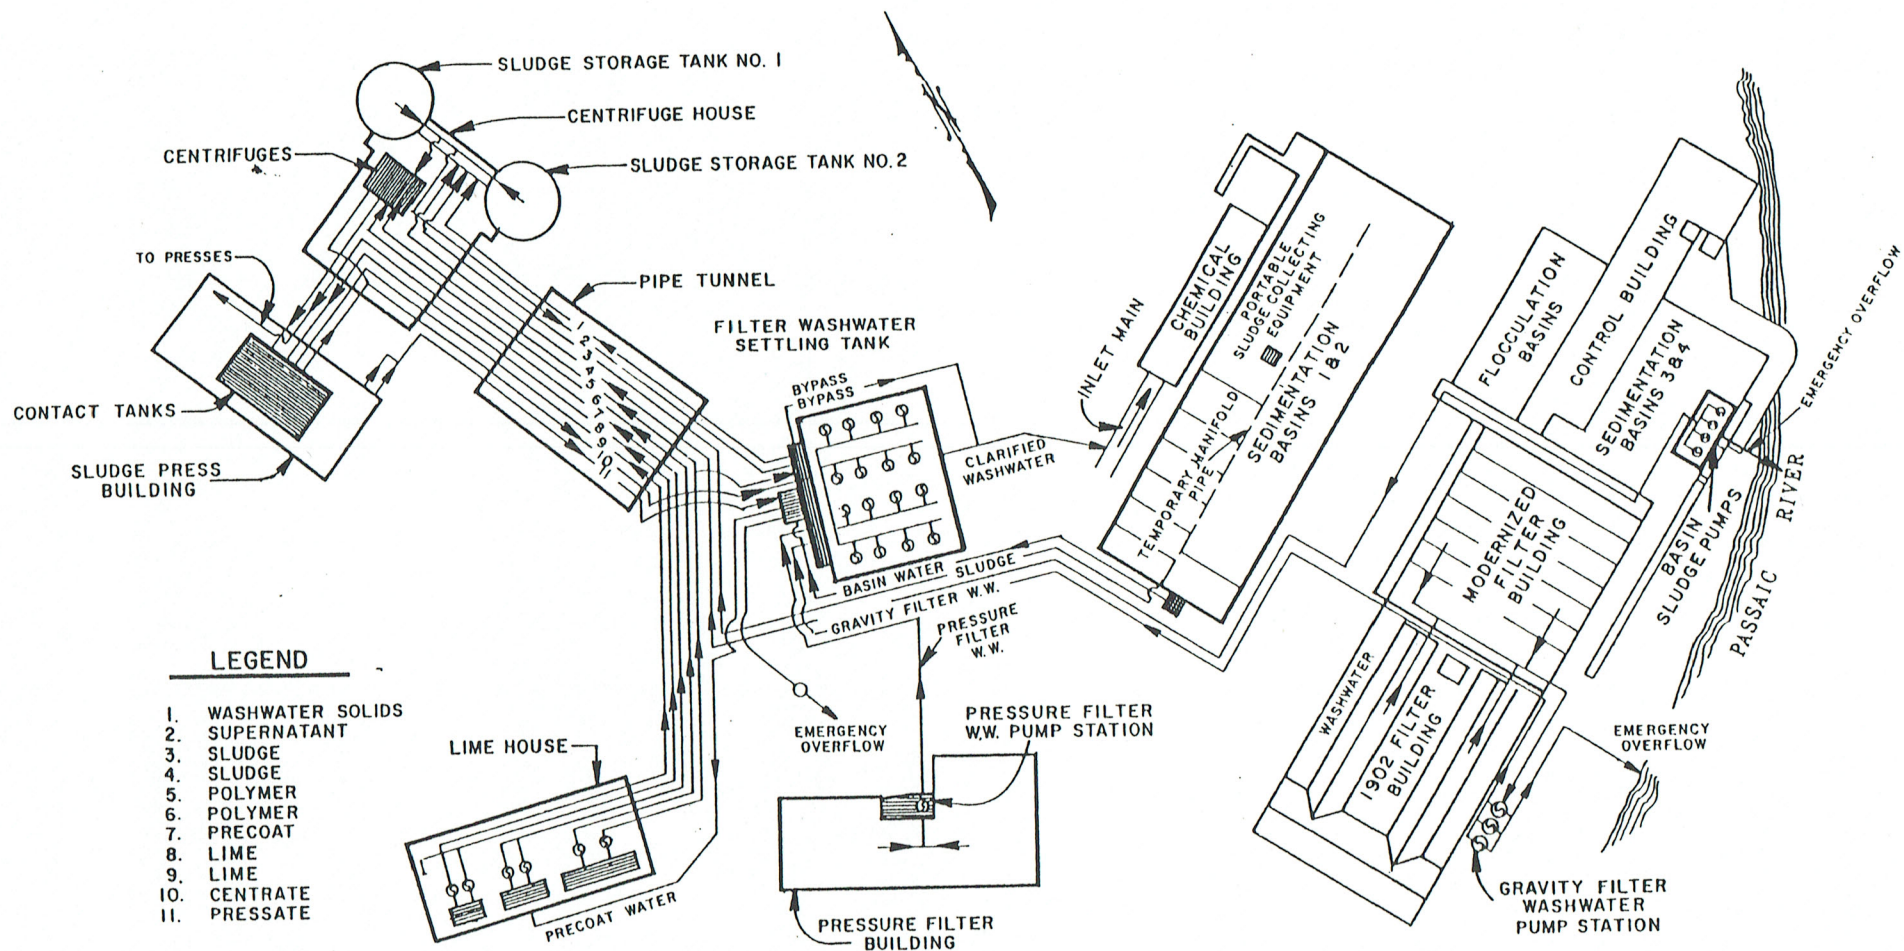 SLUDGE STORAGE TANK NO. 1
CENTRIFUGE HOUSE
CENTRIFUGES
SLUDGE STORAGE TANK NO. 2
TO PRESSES
PIPE TUNNEL
CONTACT TANKS
SLUDGE PRESS
BUILDING
1
2
3
4
5
6
7
8
9
10
11
FILTER WASHWATER
SETTLING TANK
BYPASS
BYPASS
CLARIFIED
WASHWATER
INLET MAIN
CHEMICAL
BUILDING
PORTABLE
SLUDGE COLLECTING
EQUIPMENT
SEDIMENTATION
BASINS 1&2
TEMPORARY MANIFOLD
PIPE
FLOCCULATION
BASINS
CONTROL BUILDING
SEDIMENTATION
BASINS 3&4
EMERGENCY OVERFLOW
BASIN
SLUDGE PUMPS
PASSAIC RIVER
MODERNIZED
FILTER
BUILDING
BASIN WATER
SLUDGE
GRAVITY FILTER W.W.
PRESSURE
FILTER
W.W.
WASHWATER
1902 FILTER
BUILDING
EMERGENCY
OVERFLOW
GRAVITY FILTER
WASHWATER
PUMP STATION
EMERGENCY
OVERFLOW
PRESSURE FILTER
W.W. PUMP STATION
PRESSURE FILTER
BUILDING
LIME HOUSE
PRECOAT WATER
LEGEND
1. WASHWATER SOLIDS
2. SUPERNATANT
3. SLUDGE
4. SLUDGE
5. POLYMER
6. POLYMER
7. PRECOAT
8. LIME
9. LIME
10. CENTRATE
11. PRESSATE